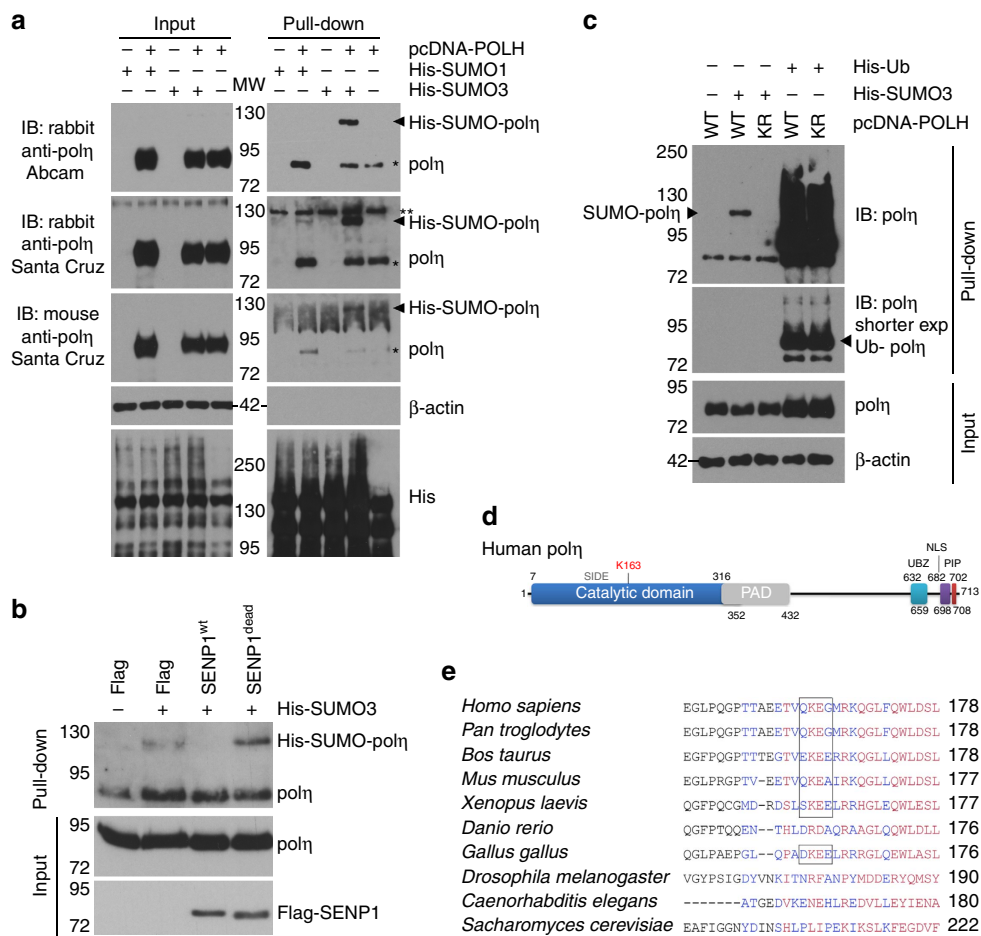 a
Input Pull-down
– + – + + – + – + + pcDNA-POLH
+ + – – – + + – – – His-SUMO1
– – + + – MW – – + + – His-SUMO3
IB: rabbit anti-polη Abcam
130
95
72
His-SUMO-polη
polη
*
IB: rabbit anti-polη Santa Cruz
130
95
72
**
His-SUMO-polη
polη
*
IB: mouse anti-polη Santa Cruz
130
95
72
His-SUMO-polη
polη
*
-42-
β-actin
250
130
95
His
b
Flag Flag SENP1wt SENP1dead
– + + + His-SUMO3
Pull-down
130
95
His-SUMO-polη
polη
Input
95
72
polη
95
72
Flag-SENP1
c
– – – + + His-Ub
– + + – – His-SUMO3
WT WT KR WT KR pcDNA-POLH
250
130
95
72
SUMO-polη
IB: polη
Pull-down
95
72
IB: polη
shorter exp
Ub- polη
95
72
polη
Input
42
β-actin
d
Human polη
K163
NLS
7 SIDE 316 UBZ PIP
632 682 702
1 Catalytic domain PAD 713
352 432 659 698 708
e
Homo sapiens EGLPQGPTTAEETVQKEGMRKQGLFQWLDSL 178
Pan troglodytes EGLPQGPTTAEGTVQKEGMRKQGLFQWLDSL 178
Bos taurus EGFPQGPTTTEGTVEKEERRKQGLFQWLDSL 178
Mus musculus EGLPRGPT-VEETVQKEAIRKQGLLQWLDSL 177
Xenopus laevis QGFPQCGMD-RDSLSKEELRRHGLEQWLESL 177
Danio rerio QGFPTQQEN--THLDRDAQRAAGLQQWLDLL 176
Gallus gallus QGLPAEPGL--QPADKEELRRRGLQEWLASL 176
Drosophila melanogaster VGYPSIGDYVNKITNRFANPYMDDERYQMSY 190
Caenorhabditis elegans -------ATGEDVKENEHLREDVLLEYIENA 180
Sacharomyces cerevisiae EAFIGGNYDINSHLPLIPEKIKSLKFEGDVF 222